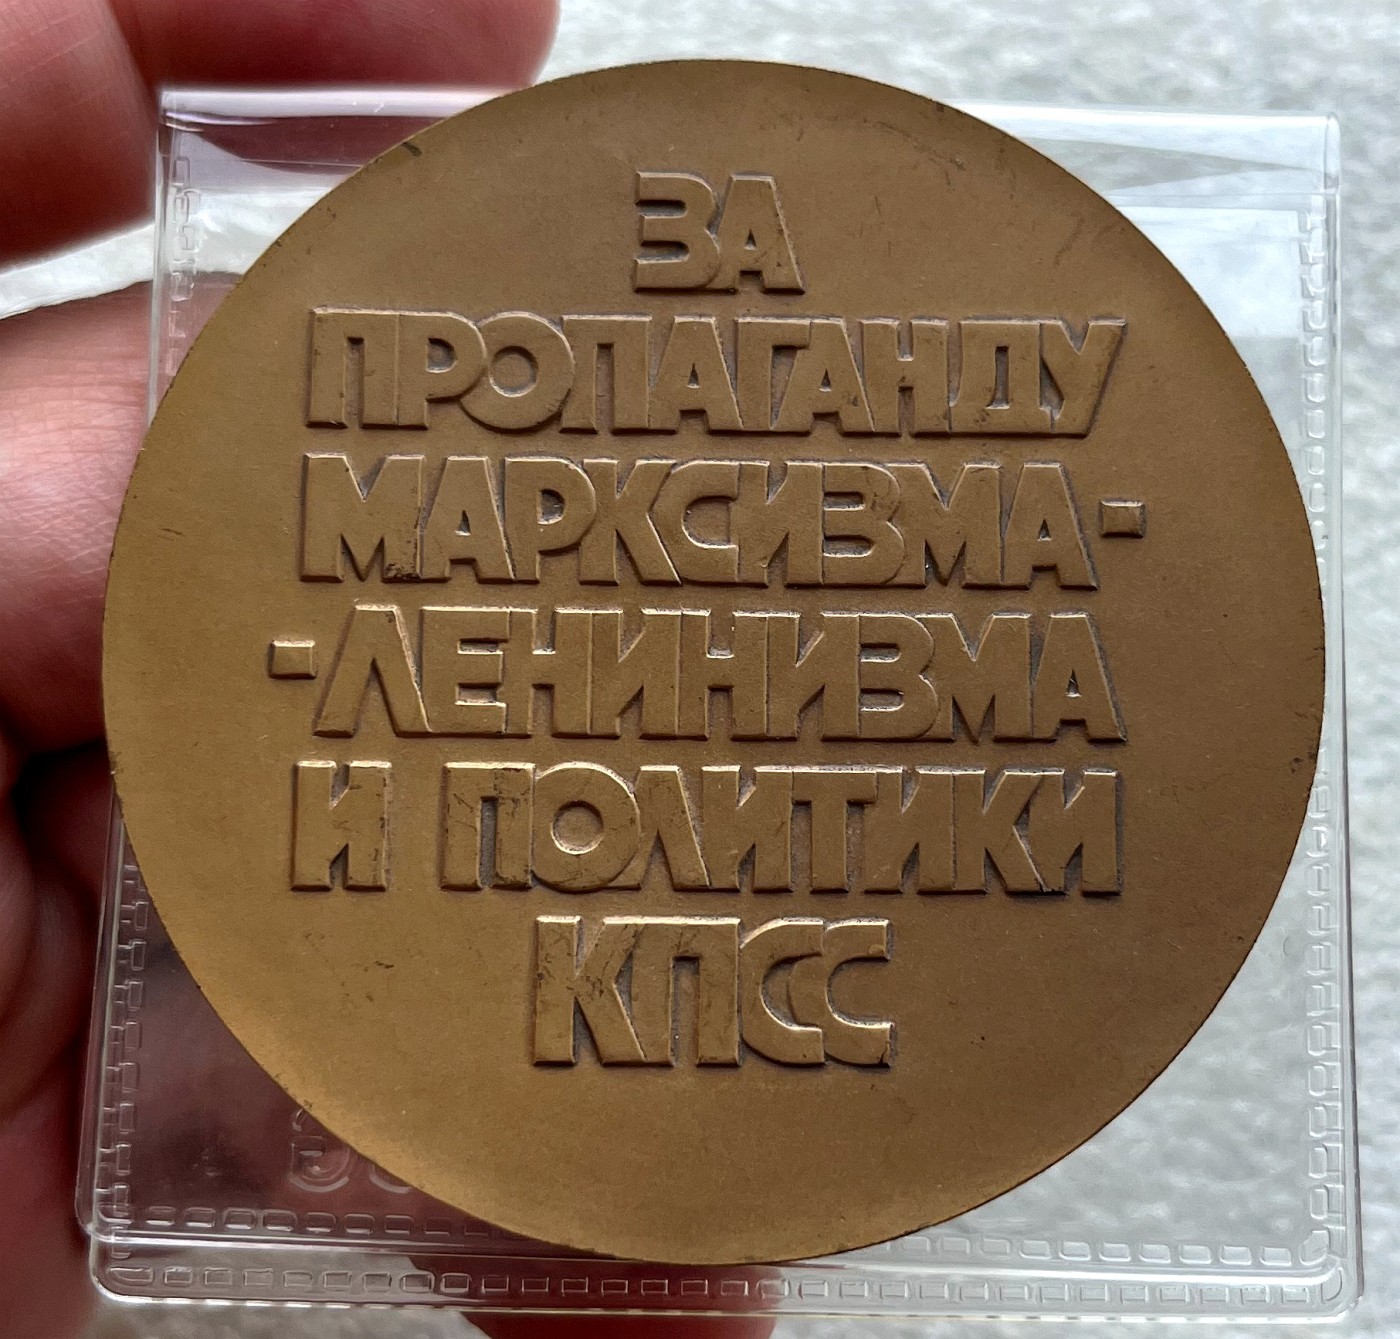 ЗА
ПРОПАГАНДУ
МАРКСИЗМА-
-ЛЕНИНИЗМА
И ПОЛИТИКИ
КПСС